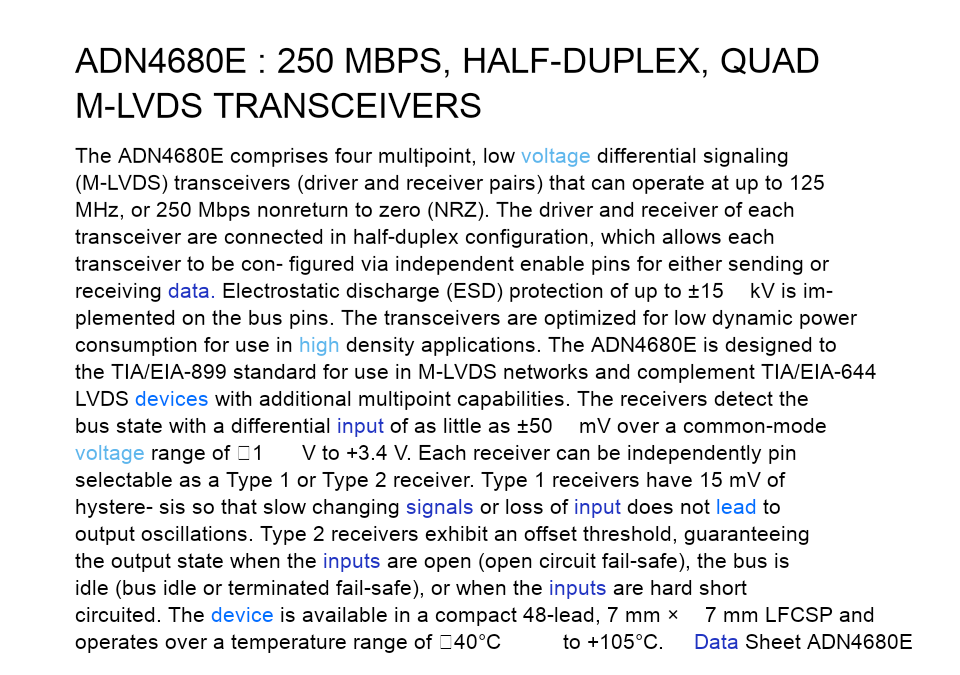 ADN4680E : 250 MBPS, HALF-DUPLEX, QUAD
M-LVDS TRANSCEIVERS
The ADN4680E comprises four multipoint, low voltage differential signaling
(M-LVDS) transceivers (driver and receiver pairs) that can operate at up to 125
MHz, or 250 Mbps nonreturn to zero (NRZ). The driver and receiver of each
transceiver are connected in half-duplex configuration, which allows each
transceiver to be con- figured via independent enable pins for either sending or
receiving data. Electrostatic discharge (ESD) protection of up to ±15 kV is im-
plemented on the bus pins. The transceivers are optimized for low dynamic power
consumption for use in high density applications. The ADN4680E is designed to
the TIA/EIA-899 standard for use in M-LVDS networks and complement TIA/EIA-644
LVDS devices with additional multipoint capabilities. The receivers detect the
bus state with a differential input of as little as ±50 mV over a common-mode
voltage range of □1 V to +3.4 V. Each receiver can be independently pin
selectable as a Type 1 or Type 2 receiver. Type 1 receivers have 15 mV of
hystere- sis so that slow changing signals or loss of input does not lead to
output oscillations. Type 2 receivers exhibit an offset threshold, guaranteeing
the output state when the inputs are open (open circuit fail-safe), the bus is
idle (bus idle or terminated fail-safe), or when the inputs are hard short
circuited. The device is available in a compact 48-lead, 7 mm × 7 mm LFCSP and
operates over a temperature range of □40°C to +105°C. Data Sheet ADN4680E